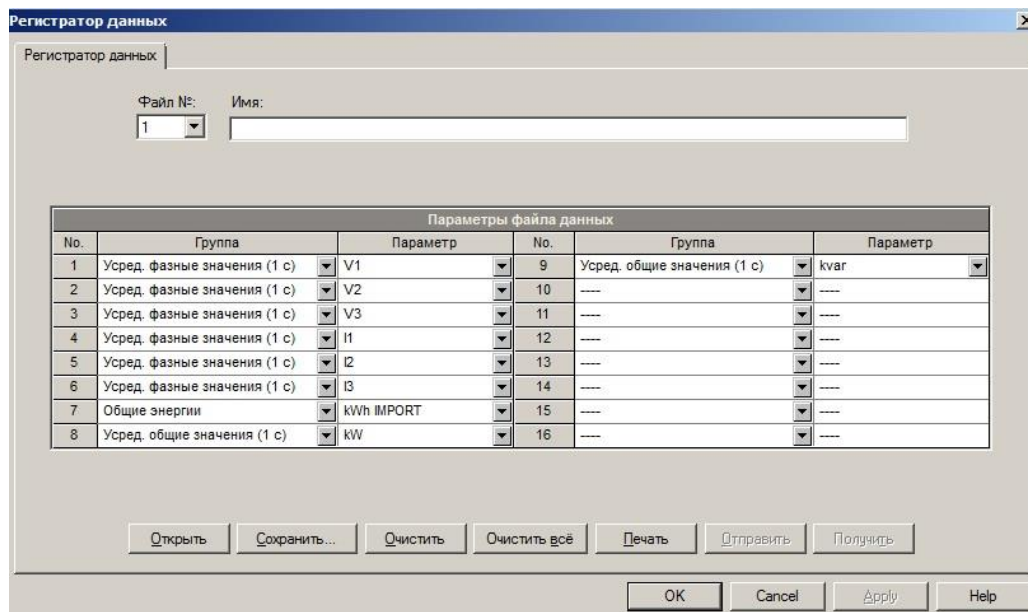 Регистратор данных
Регистратор данных
Файл №: Имя:
1
Параметры файла данных
No. Группа Параметр No. Группа Параметр
1 Усред. фазные значения (1 с) V1 9 Усред. общие значения (1 с) kvar
2 Усред. фазные значения (1 с) V2 10 ---- ----
3 Усред. фазные значения (1 с) V3 11 ---- ----
4 Усред. фазные значения (1 с) I1 12 ---- ----
5 Усред. фазные значения (1 с) I2 13 ---- ----
6 Усред. фазные значения (1 с) I3 14 ---- ----
7 Общие энергии kWh IMPORT 15 ---- ----
8 Усред. общие значения (1 с) kW 16 ---- ----
Открыть Сохранить... Очистить Очистить всё Печать Отправить Получить
OK Cancel Apply Help